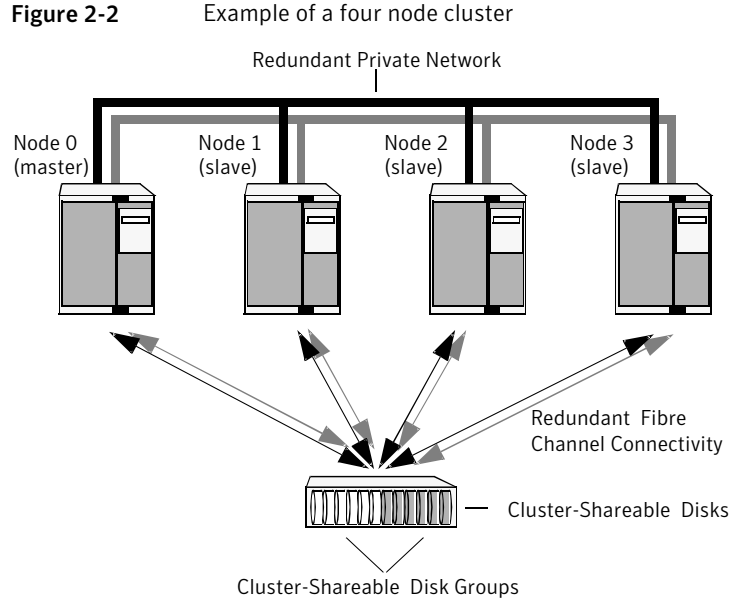 Figure 2-2 Example of a four node cluster
Redundant Private Network
Node 0
(master)
Node 1
(slave)
Node 2
(slave)
Node 3
(slave)
Redundant Fibre
Channel Connectivity
Cluster-Shareable Disks
Cluster-Shareable Disk Groups